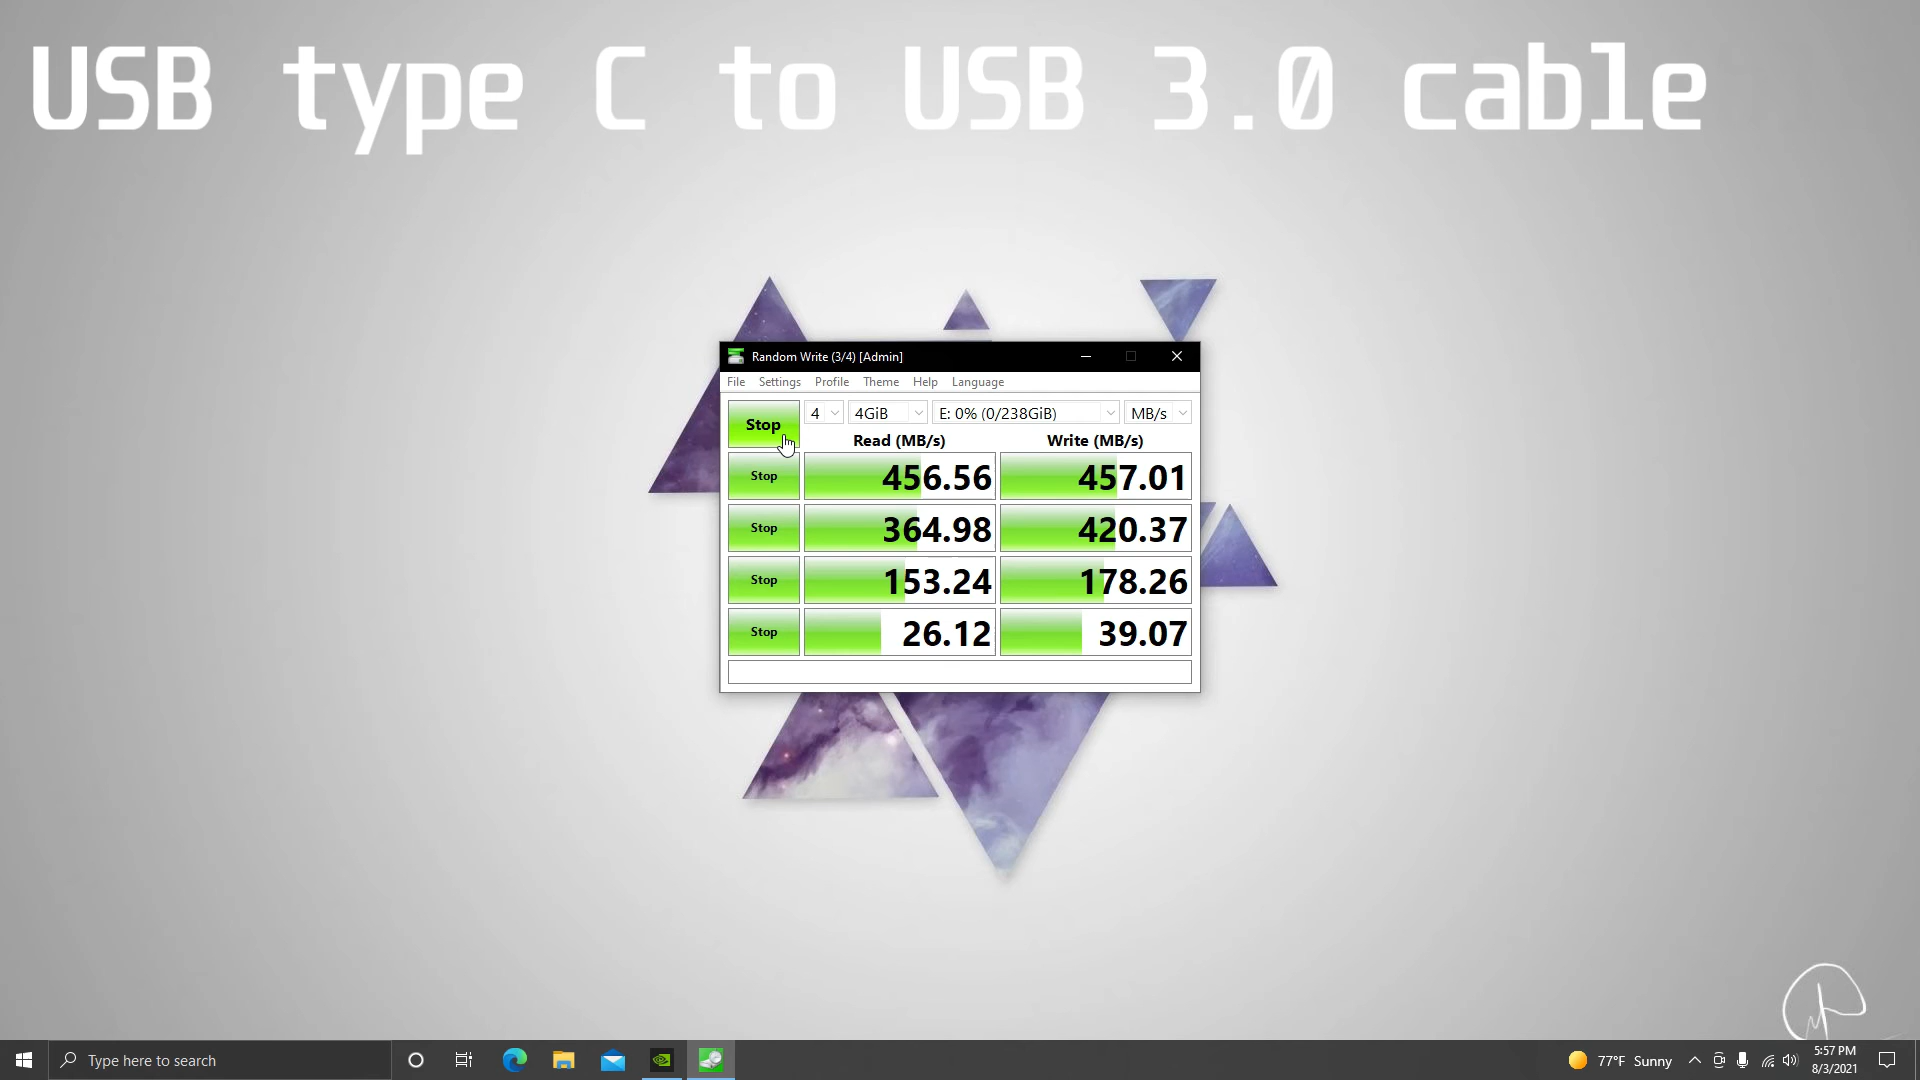 USB type C to USB 3.0 cable
Random Write (3/4) [Admin]
File Settings Profile Theme Help Language
Stop 4 4GiB E: 0% (0/238GiB) MB/s
Read (MB/s) Write (MB/s)
Stop 456.56 457.01
Stop 364.98 420.37
Stop 153.24 178.26
Stop 26.12 39.07
Type here to search
77°F Sunny
5:57 PM
8/3/2021